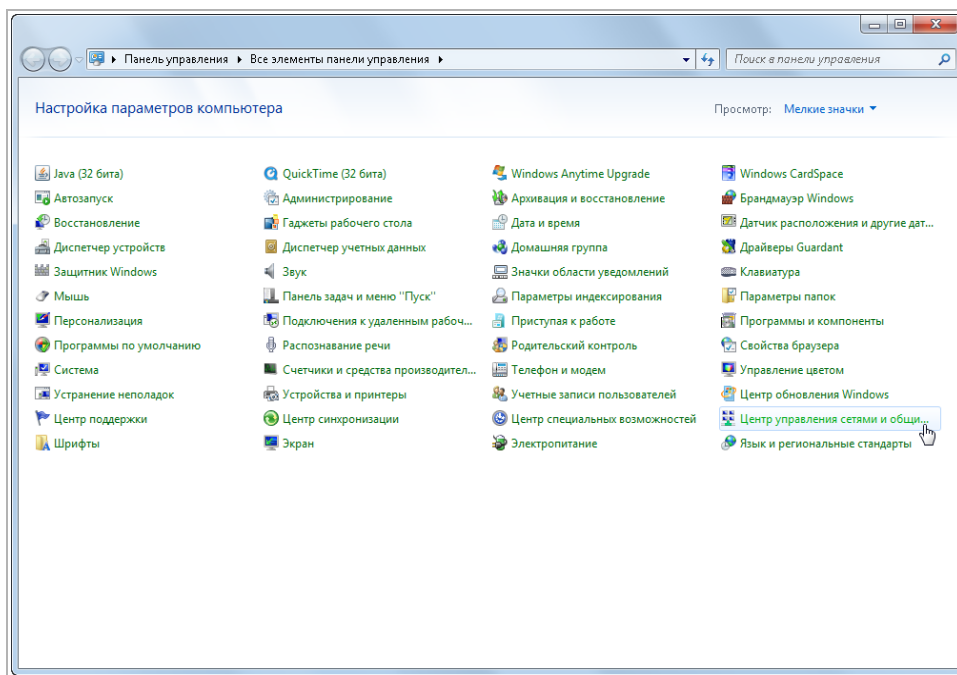 Панель управления ▸ Все элементы панели управления ▸
Поиск в панели управления
Настройка параметров компьютера
Просмотр: Мелкие значки
Java (32 бита)
QuickTime (32 бита)
Windows Anytime Upgrade
Windows CardSpace
Автозапуск
Администрирование
Архивация и восстановление
Брандмауэр Windows
Восстановление
Гаджеты рабочего стола
Дата и время
Датчик расположения и другие дат...
Диспетчер устройств
Диспетчер учетных данных
Домашняя группа
Драйверы Guardant
Защитник Windows
Звук
Значки области уведомлений
Клавиатура
Мышь
Панель задач и меню "Пуск"
Параметры индексирования
Параметры папок
Персонализация
Подключения к удаленным рабоч...
Приступая к работе
Программы и компоненты
Программы по умолчанию
Распознавание речи
Родительский контроль
Свойства браузера
Система
Счетчики и средства производител...
Телефон и модем
Управление цветом
Устранение неполадок
Устройства и принтеры
Учетные записи пользователей
Центр обновления Windows
Центр поддержки
Центр синхронизации
Центр специальных возможностей
Центр управления сетями и общи...
Шрифты
Экран
Электропитание
Язык и региональные стандарты